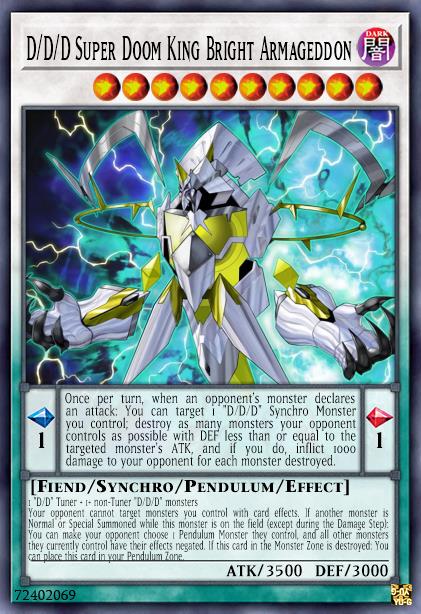 D/D/D Super Doom King Bright Armageddon
DARK
闇
Once per turn, when an opponent's monster declares
an attack: You can target 1 "D/D/D" Synchro Monster
you control; destroy as many monsters your opponent
controls as possible with DEF less than or equal to the
targeted monster's ATK, and if you do, inflict 1000
damage to your opponent for each monster destroyed.
1
1
[Fiend/Synchro/Pendulum/Effect]
1 "D/D" Tuner + 1+ non-Tuner "D/D/D" monsters
Your opponent cannot target monsters you control with card effects. If another monster is
Normal or Special Summoned while this monster is on the field (except during the Damage Step):
You can make your opponent choose 1 Pendulum Monster they control, and all other monsters
they currently control have their effects negated. If this card in the Monster Zone is destroyed: You
can place this card in your Pendulum Zone.
ATK/3500 DEF/3000
72402069